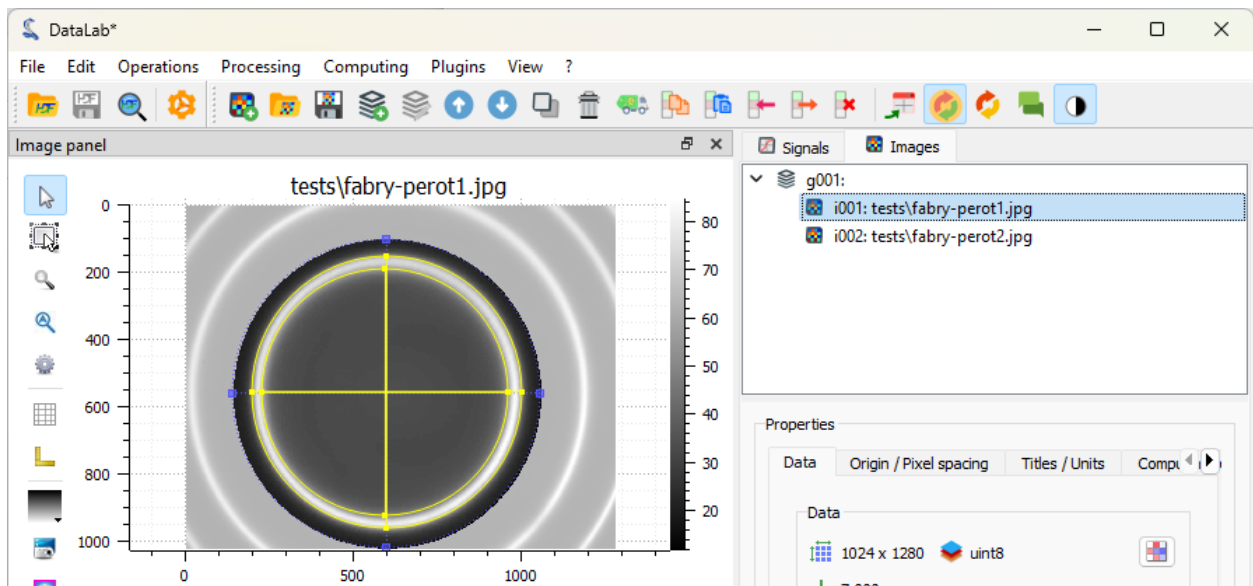 DataLab*
File Edit Operations Processing Computing Plugins View ?
Image panel
Signals Images
tests\fabry-perot1.jpg
g001:
i001: tests\fabry-perot1.jpg
i002: tests\fabry-perot2.jpg
0
200
400
600
800
1000
0 500 1000
80
70
60
50
40
30
20
Properties
Data Origin / Pixel spacing Titles / Units
Data
1024 x 1280 uint8